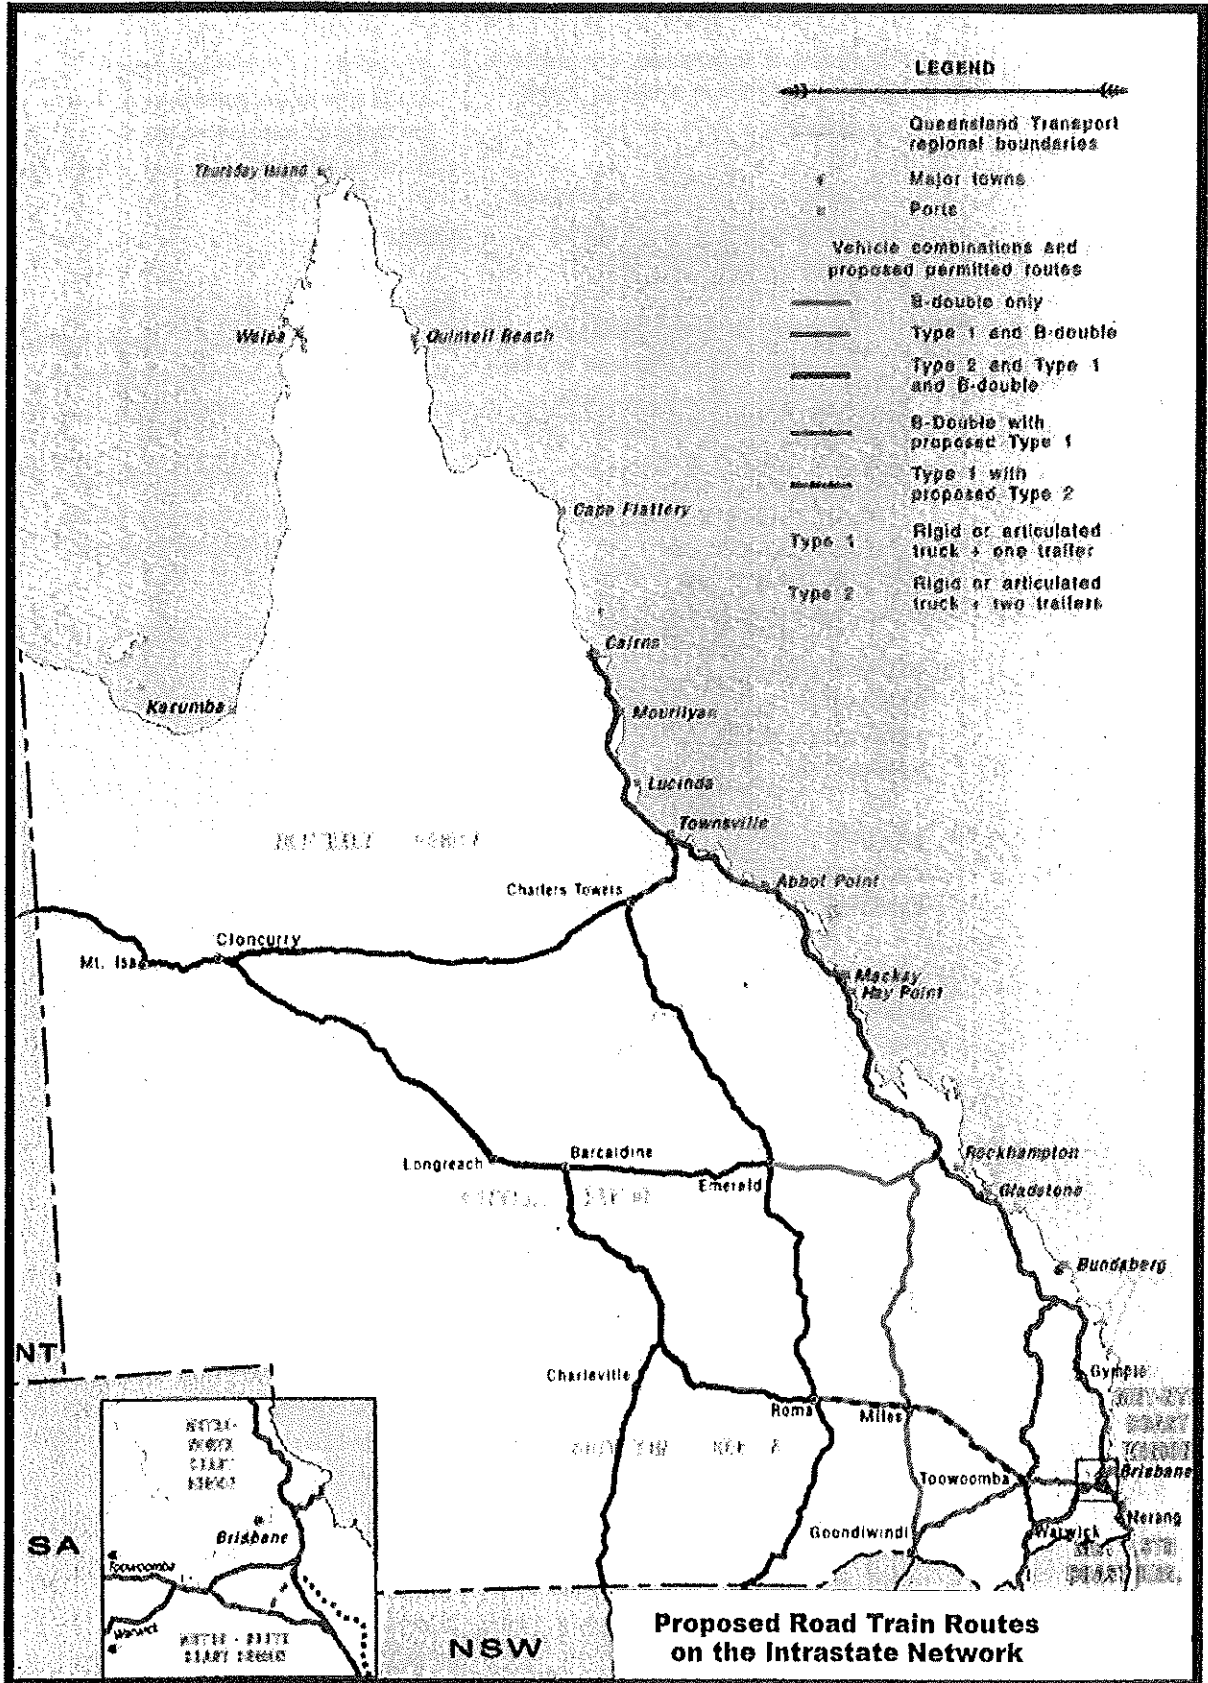 LEGEND
Queensland Transport
regional boundaries
Major towns
Ports
Vehicle combinations and
proposed permitted routes
B-double only
Type 1 and B-double
Type 2 and Type 1
and B-double
B-Double with
proposed Type 1
Type 1 with
proposed Type 2
Type 1
Rigid or articulated
truck + one trailer
Type 2
Rigid or articulated
truck + two trailers
Thursday Island
Weipa
Quintell Beach
Cape Flattery
Cairns
Karumba
Mourilyan
Lucinda
Townsville
Charters Towers
Abbot Point
Cloncurry
Mt. Isa
Mackay
Hay Point
Longreach
Barcaldine
Emerald
Rockhampton
Gladstone
Bundaberg
NT
Charleville
Gympie
Roma
Miles
Toowoomba
Brisbane
Goondiwindi
Warwick
Nerang
SA
Brisbane
Toowoomba
Warwick
NSW
Proposed Road Train Routes
on the Intrastate Network